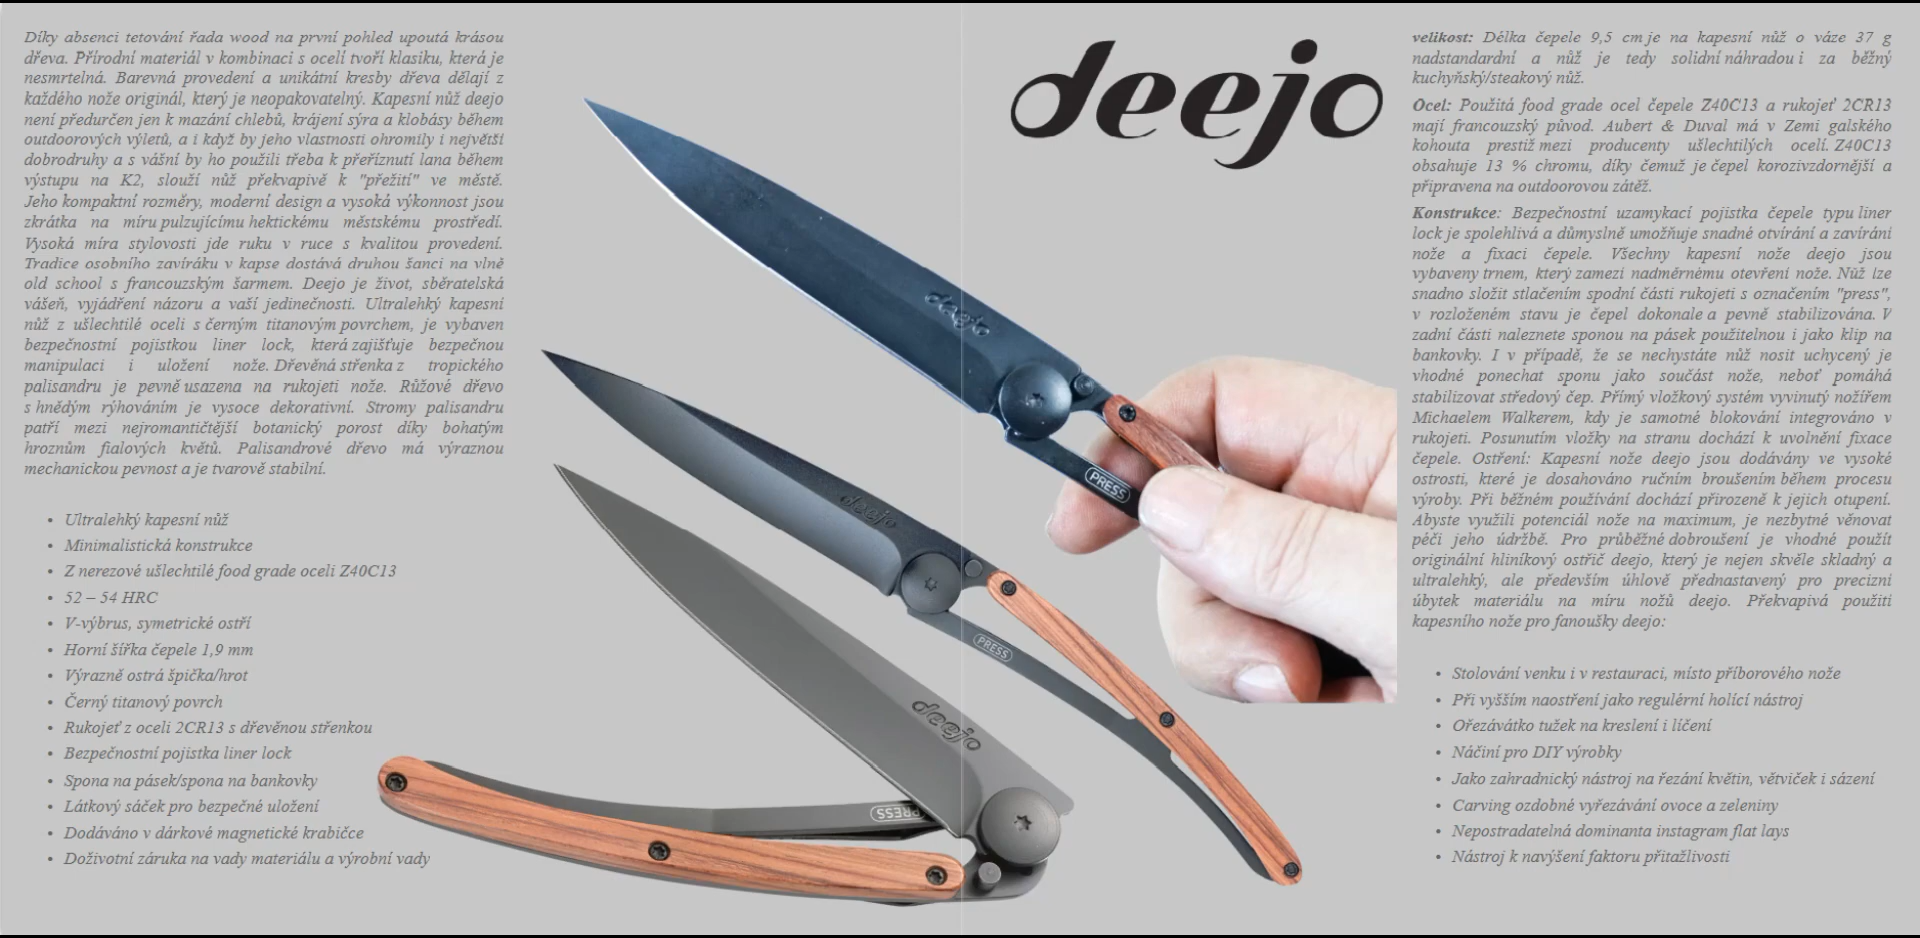 Díky absenci tetování řada wood na první pohled upoutá krásou
dřeva. Přírodní materiál v kombinaci s ocelí tvoří klasiku, která je
nesmrtelná. Barevná provedení a unikátní kresby dřeva dělají z
každého nože originál, který je neopakovatelný. Kapesní nůž deejo
není předurčen jen k mazání chlebů, krájení sýra a klobásy během
outdoorových výletů, a i když by jeho vlastnosti ohromily i největší
dobrodruhy a s vášní by ho použili třeba k přeříznutí lana během
výstupu na K2, slouží nůž překvapivě k "přežití" ve městě.
Jeho kompaktní rozměry, moderní design a vysoká výkonnost jsou
zkrátka na míru pulzujícímu hektickému městskému prostředí.
Vysoká míra stylovosti jde ruku v ruce s kvalitou provedení.
Tradice osobního zavíráku v kapse dostává druhou šanci na vlně
old school s francouzským šarmem. Deejo je život, sběratelská
vášeň, vyjádření názoru a vaší jedinečnosti. Ultralehký kapesní
nůž z ušlechtilé oceli s černým titanovým povrchem, je vybaven
bezpečnostní pojistkou liner lock, která zajišťuje bezpečnou
manipulaci i uložení nože. Dřevěná střenka z tropického
palisandru je pevně usazena na rukojeti nože. Růžové dřevo
s hnědým rýhováním je vysoce dekorativní. Stromy palisandru
patří mezi nejromantičtější botanický porost díky bohatým
hroznům fialových květů. Palisandrové dřevo má výraznou
mechanickou pevnost a je tvarově stabilní.
• Ultralehký kapesní nůž
• Minimalistická konstrukce
• Z nerezové ušlechtilé food grade oceli Z40C13
• 52 – 54 HRC
• V-výbrus, symetrické ostří
• Horní šířka čepele 1,9 mm
• Výrazně ostrá špička/hrot
• Černý titanový povrch
• Rukojeť z oceli 2CR13 s dřevěnou střenkou
• Bezpečnostní pojistka liner lock
• Spona na pásek/spona na bankovky
• Látkový sáček pro bezpečné uložení
• Dodáváno v dárkové magnetické krabičce
• Doživotní záruka na vady materiálu a výrobní vady
deejo
deejo
PRESS
deejo
PRESS
deejo
PRESS
velikost: Délka čepele 9,5 cm je na kapesní nůž o váze 37 g
nadstandardní a nůž je tedy solidní náhradou i za běžný
kuchyňský/steakový nůž.
Ocel: Použitá food grade ocel čepele Z40C13 a rukojeť 2CR13
mají francouzský původ. Aubert & Duval má v Zemi galského
kohouta prestiž mezi producenty ušlechtilých ocelí. Z40C13
obsahuje 13 % chromu, díky čemuž je čepel korozivzdornější a
připravena na outdoorovou zátěž.
Konstrukce: Bezpečnostní uzamykací pojistka čepele typu liner
lock je spolehlivá a důmyslně umožňuje snadné otvírání a zavírání
nože a fixaci čepele. Všechny kapesní nože deejo jsou
vybaveny trnem, který zamezí nadměrnému otevření nože. Nůž lze
snadno složit stlačením spodní části rukojeti s označením "press",
v rozloženém stavu je čepel dokonale a pevně stabilizována. V
zadní části naleznete sponou na pásek použitelnou i jako klip na
bankovky. I v případě, že se nechystáte nůž nosit uchycený je
vhodné ponechat sponu jako součást nože, neboť pomáhá
stabilizovat středový čep. Přímý vložkový systém vyvinutý nožířem
Michaelem Walkerem, kdy je samotné blokování integrováno v
rukojeti. Posunutím vložky na stranu dochází k uvolnění fixace
čepele. Ostření: Kapesní nože deejo jsou dodávány ve vysoké
ostrosti, které je dosahováno ručním broušením během procesu
výroby. Při běžném používání dochází přirozeně k jejich otupení.
Abyste využili potenciál nože na maximum, je nezbytné věnovat
péči jeho údržbě. Pro průběžné dobroušení je vhodné použít
originální hliníkový ostřič deejo, který je nejen skvěle skladný a
ultralehký, ale především úhlově přednastavený pro precizní
úbytek materiálu na míru nožů deejo. Překvapivá použití
kapesního nože pro fanoušky deejo:
• Stolování venku i v restauraci, místo příborového nože
• Při vyšším naostření jako regulérní holící nástroj
• Ořezávátko tužek na kreslení i líčení
• Náčiní pro DIY výrobky
• Jako zahradnický nástroj na řezání květin, větviček i sázení
• Carving ozdobné vyřezávání ovoce a zeleniny
• Nepostradatelná dominanta instagram flat lays
• Nástroj k navýšení faktoru přitažlivosti